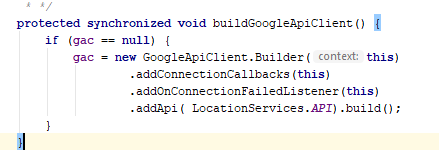 * */
protected synchronized void buildGoogleApiClient() {
if (gac == null) {
gac = new GoogleApiClient.Builder( context: this)
.addConnectionCallbacks(this)
.addOnConnectionFailedListener(this)
.addApi( LocationServices.API).build();
}
}